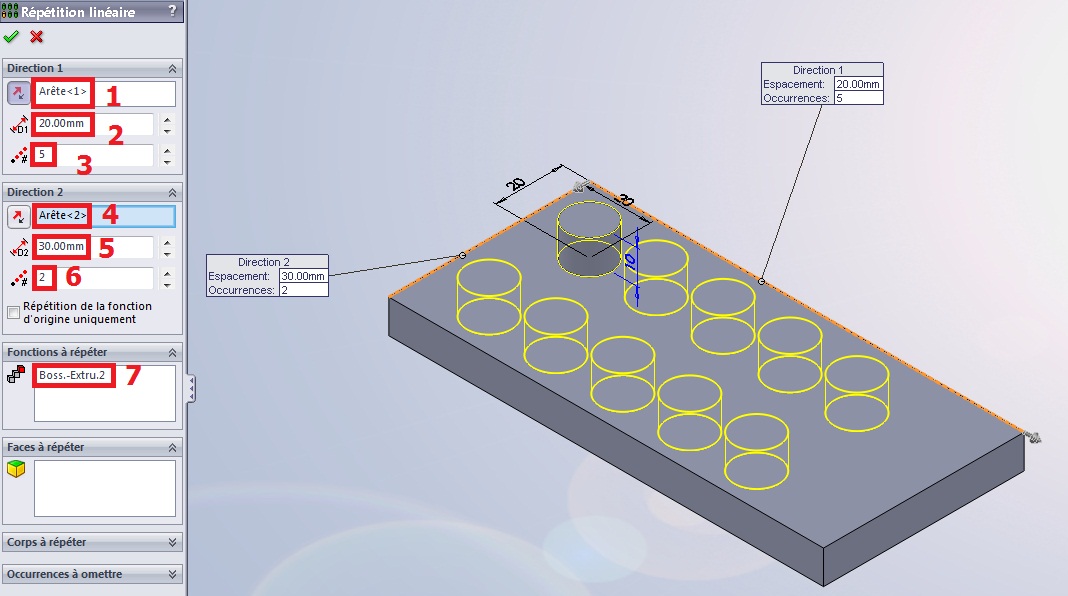 Répétition linéaire ?
Direction 1
Arête<1> 1
D1 20.00mm 2
# 5 3
Direction 2
Arête<2> 4
D2 30.00mm 5
# 2 6
Répétition de la fonction
d'origine uniquement
Fonctions à répéter
Boss.-Extru.2 7
Faces à répéter
Corps à répéter
Occurrences à omettre
Direction 1
Espacement: 20.00mm
Occurrences: 5
20
20
10
Direction 2
Espacement: 30.00mm
Occurrences: 2